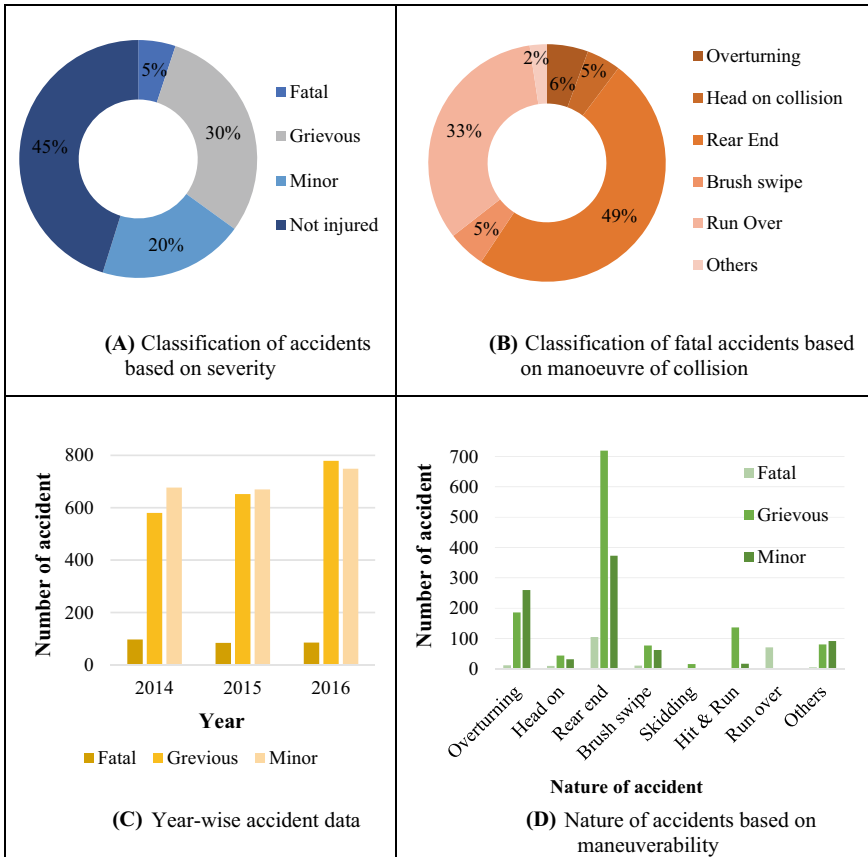 5%
30%
20%
45%
Fatal
Grievous
Minor
Not injured
(A) Classification of accidents
based on severity
2%
6%
5%
49%
5%
33%
Overturning
Head on collision
Rear End
Brush swipe
Run Over
Others
(B) Classification of fatal accidents based
on manoeuvre of collision
Number of accident
800
600
400
200
0
2014 2015 2016
Year
Fatal Grevious Minor
(C) Year-wise accident data
Number of accident
700
600
500
400
300
200
100
0
Fatal
Grievous
Minor
Overturning
Head on
Rear end
Brush swipe
Skidding
Hit & Run
Run over
Others
Nature of accident
(D) Nature of accidents based on
maneuverability